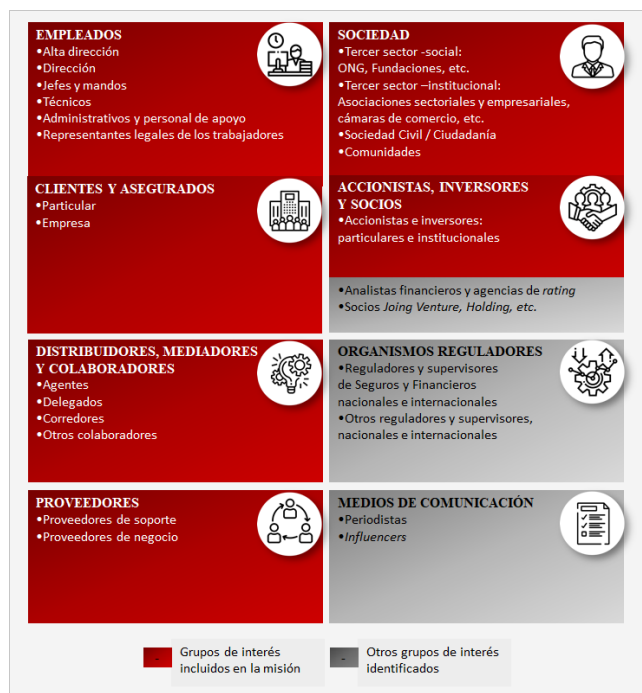 EMPLEADOS
•Alta dirección
•Dirección
•Jefes y mandos
•Técnicos
•Administrativos y personal de apoyo
•Representantes legales de los trabajadores
SOCIEDAD
•Tercer sector -social:
ONG, Fundaciones, etc.
•Tercer sector –institucional:
Asociaciones sectoriales y empresariales,
cámaras de comercio, etc.
•Sociedad Civil / Ciudadanía
•Comunidades
CLIENTES Y ASEGURADOS
•Particular
•Empresa
ACCIONISTAS, INVERSORES
Y SOCIOS
•Accionistas e inversores:
particulares e institucionales
•Analistas financieros y agencias de rating
•Socios Joing Venture, Holding, etc.
DISTRIBUIDORES, MEDIADORES
Y COLABORADORES
•Agentes
•Delegados
•Corredores
•Otros colaboradores
ORGANISMOS REGULADORES
•Reguladores y supervisores
de Seguros y Financieros
nacionales e internacionales
•Otros reguladores y supervisores,
nacionales e internacionales
PROVEEDORES
•Proveedores de soporte
•Proveedores de negocio
MEDIOS DE COMUNICACIÓN
•Periodistas
•Influencers
- Grupos de interés
incluidos en la misión
- Otros grupos de interés
identificados